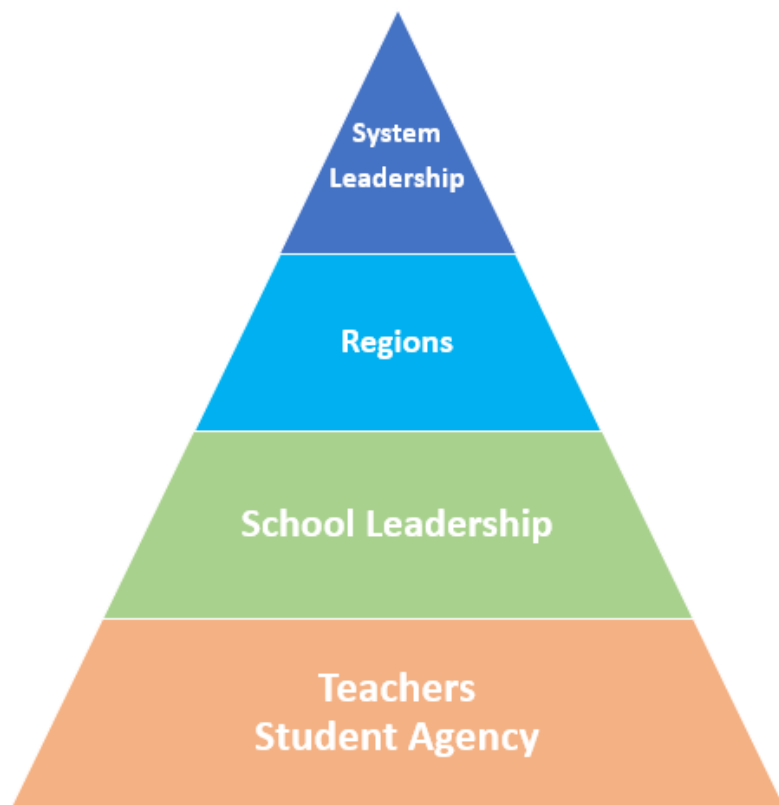 System
Leadership
Regions
School Leadership
Teachers
Student Agency